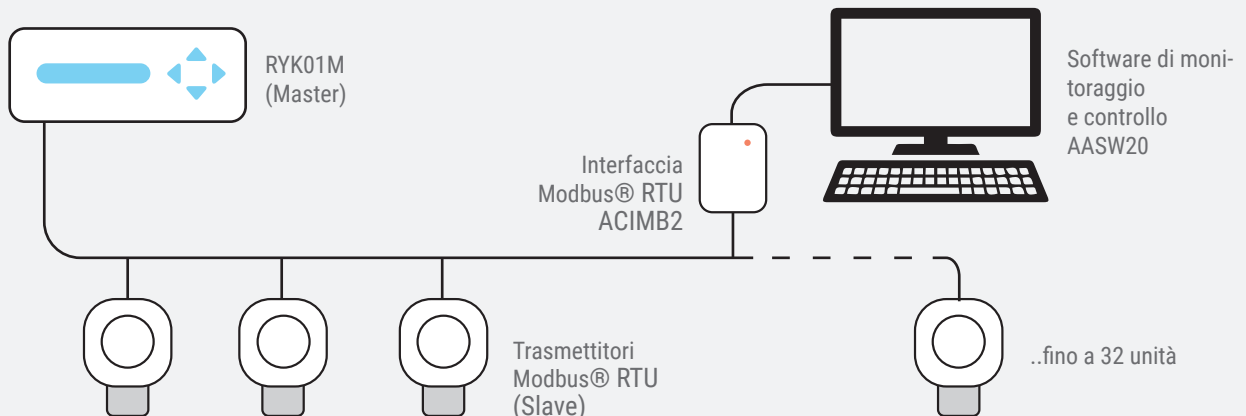 RYK01M
(Master)
Software di moni-
toraggio
e controllo
AASW20
Interfaccia
Modbus® RTU
ACIMB2
Trasmettitori
Modbus® RTU
(Slave)
..fino a 32 unità